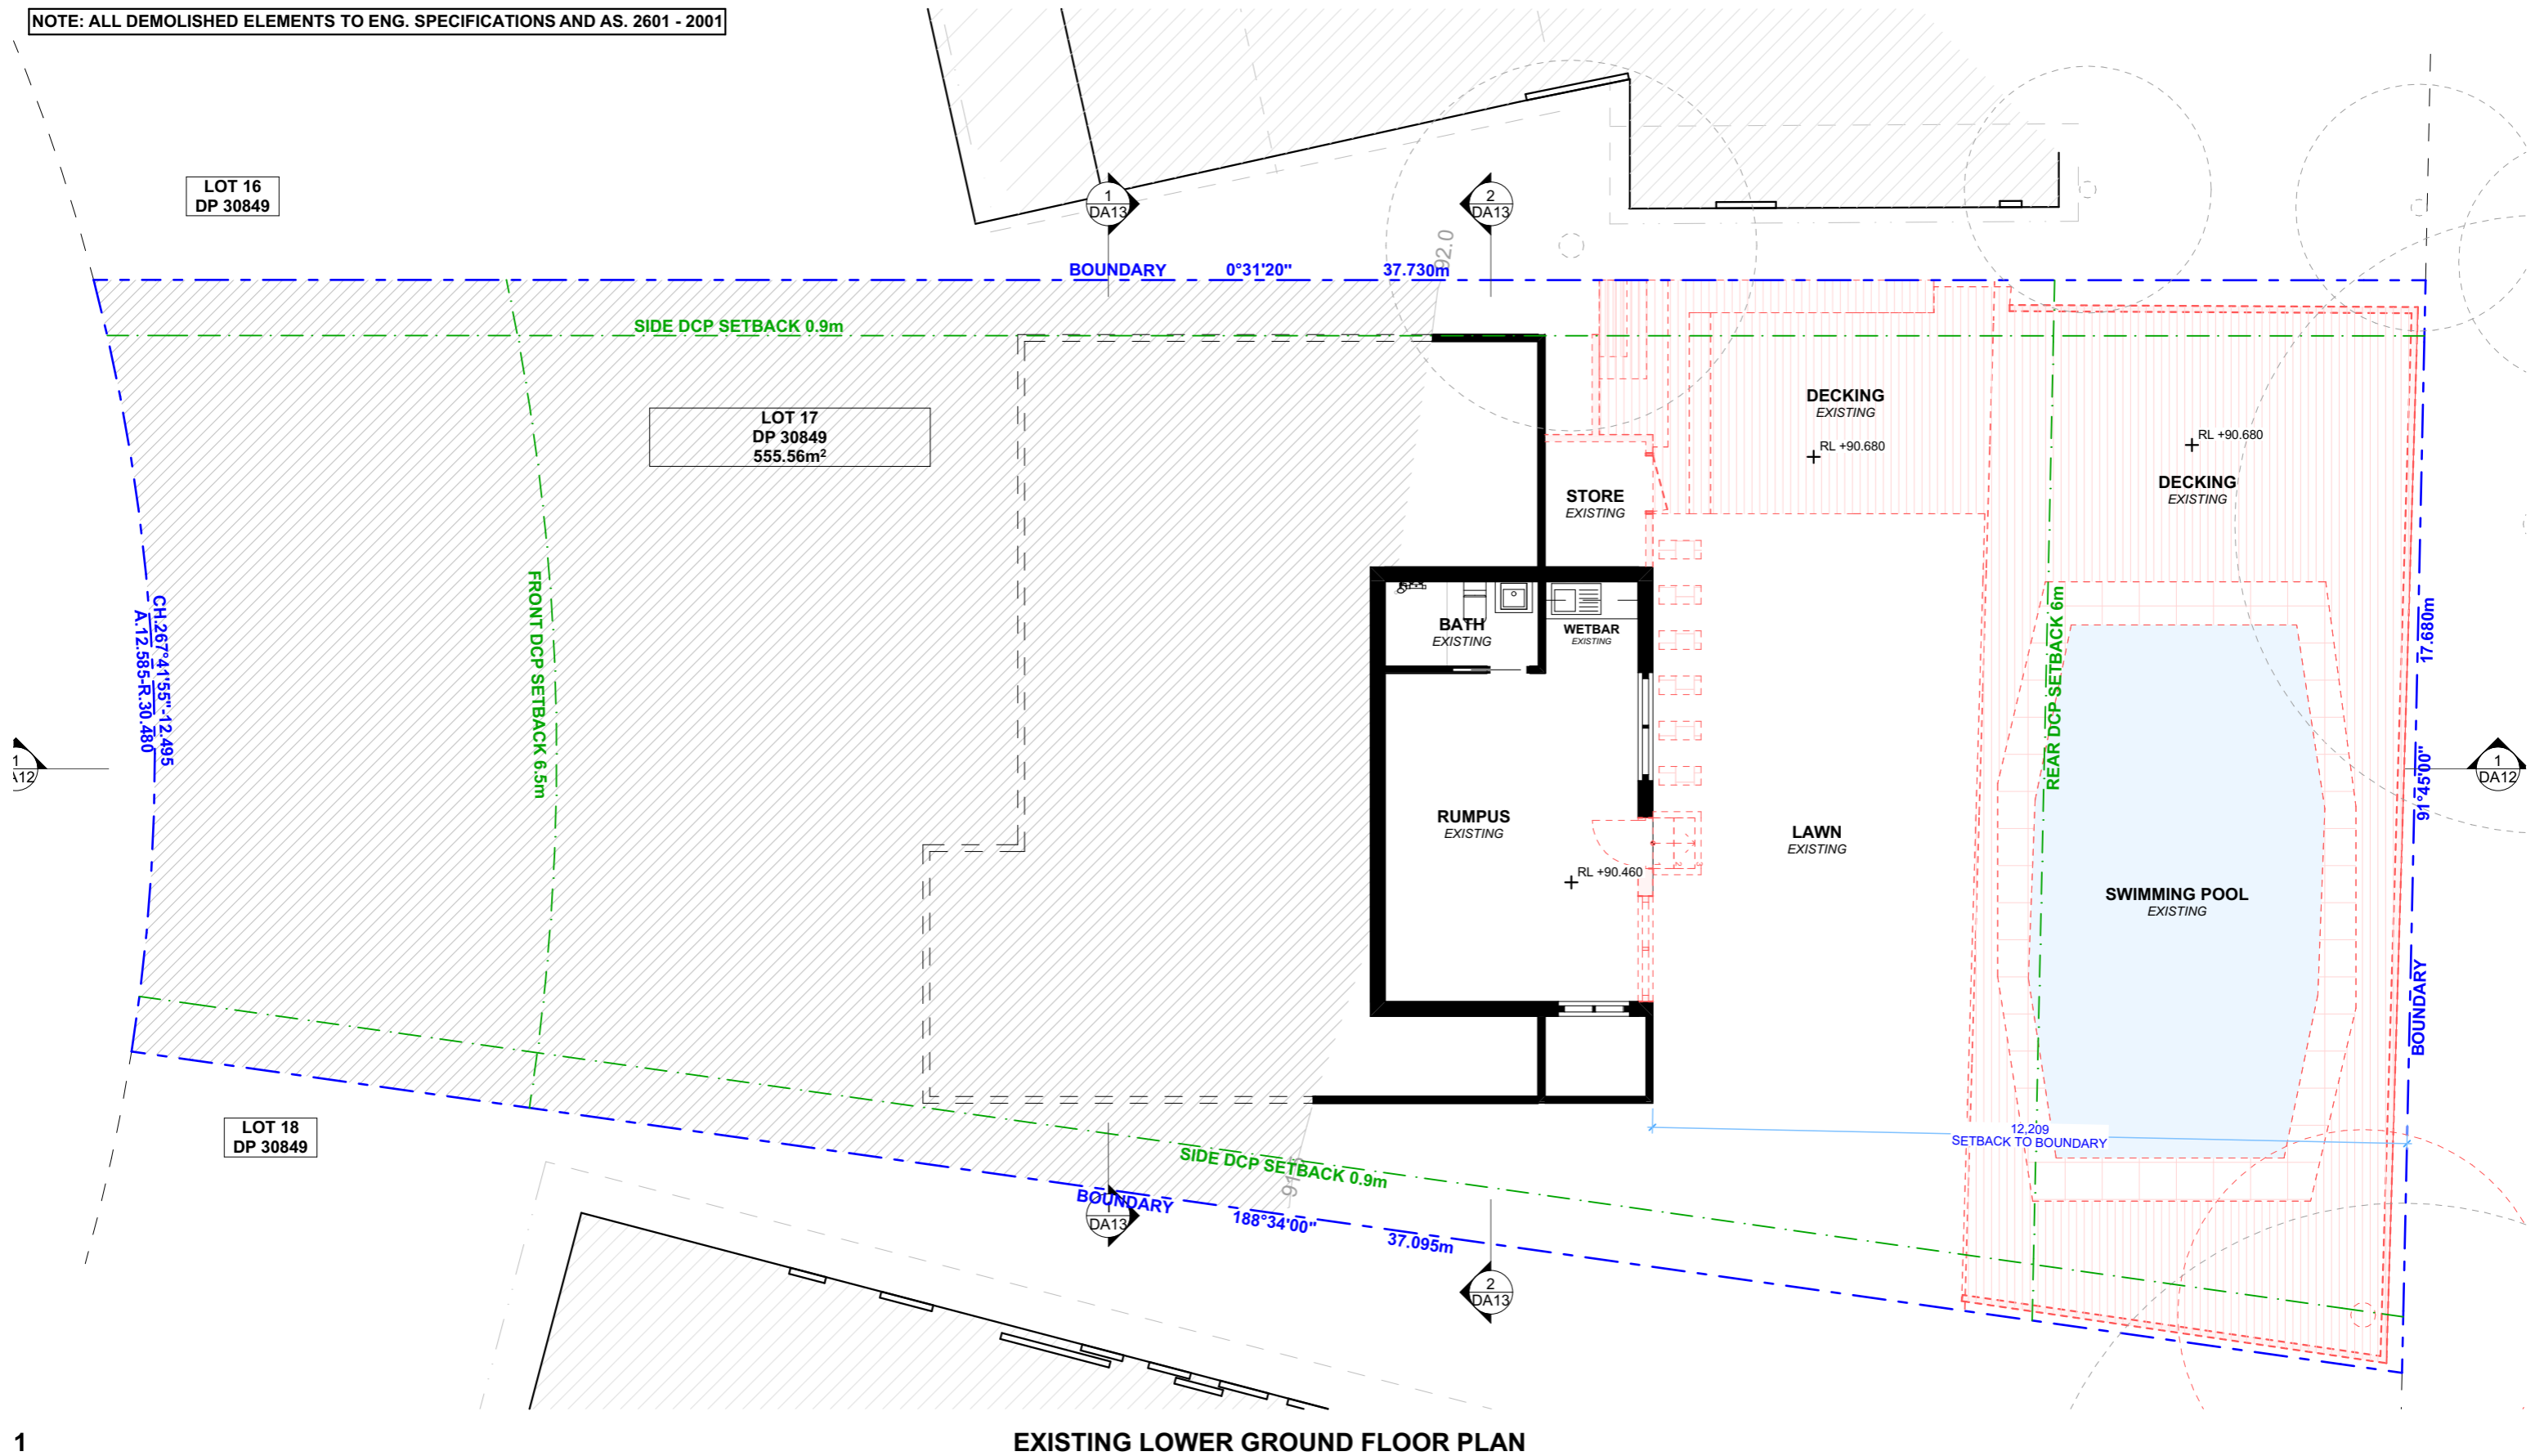 NOTE: ALL DEMOLISHED ELEMENTS TO ENG. SPECIFICATIONS AND AS. 2601 - 2001
LOT 16
DP 30849
1
DA13
2
DA13
92.0
BOUNDARY 0°31'20" 37.730m
SIDE DCP SETBACK 0.9m
LOT 17
DP 30849
555.56m²
DECKING
EXISTING
RL +90.680
RL +90.680
DECKING
EXISTING
STORE
EXISTING
FRONT DCP SETBACK 6.5m
CH.267°41'55"-12.495
A.12.585-R.30.480
BATH
EXISTING
WETBAR
EXISTING
REAR DCP SETBACK 6m
17.680m
91°45'00"
BOUNDARY
1
DA12
RUMPUS
EXISTING
RL +90.460
LAWN
EXISTING
SWIMMING POOL
EXISTING
1
DA12
LOT 18
DP 30849
12,209
SETBACK TO BOUNDARY
SIDE DCP SETBACK 0.9m
BOUNDARY 188°34'00" 37.095m
1
DA13
2
DA13
1
EXISTING LOWER GROUND FLOOR PLAN